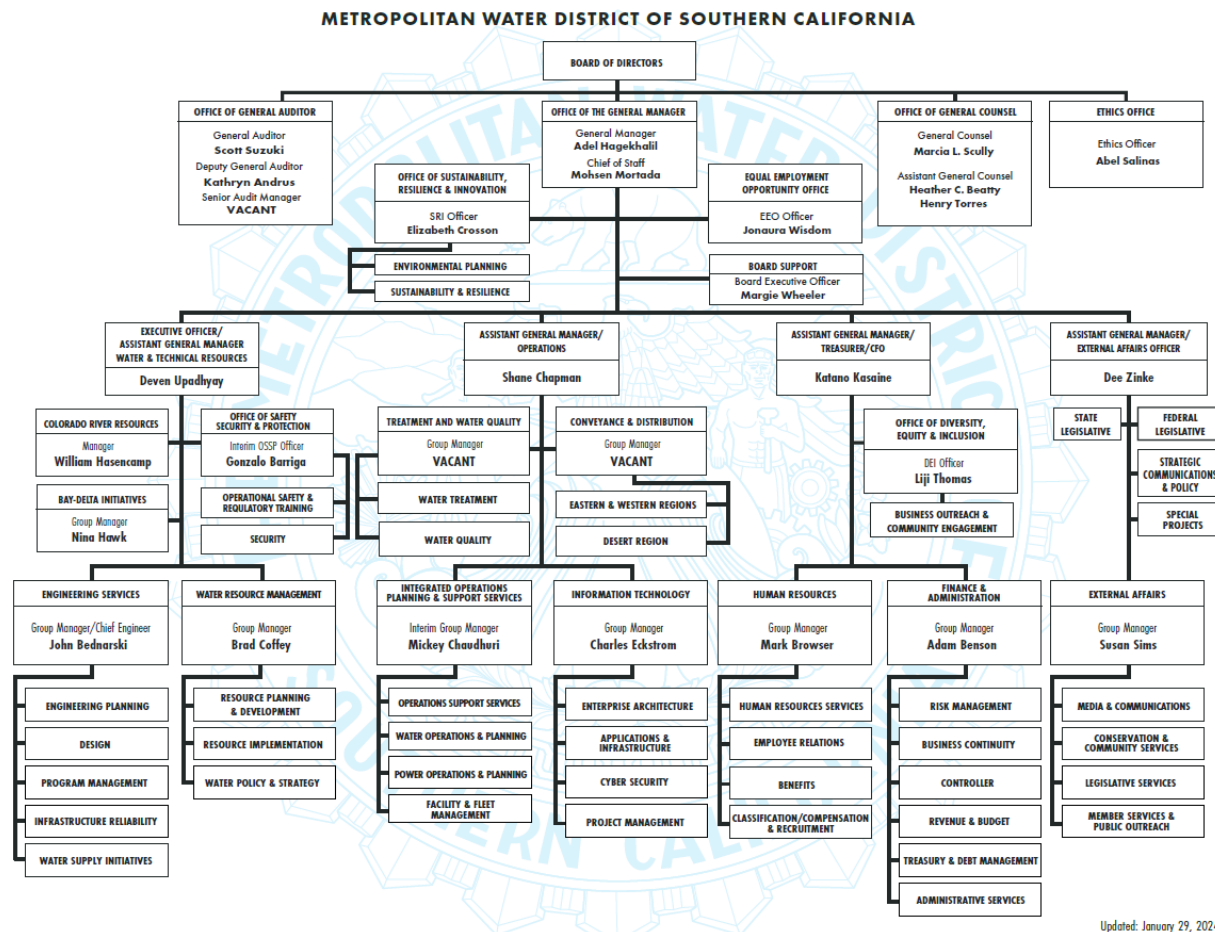 METROPOLITAN WATER DISTRICT OF SOUTHERN CALIFORNIA
BOARD OF DIRECTORS
OFFICE OF GENERAL AUDITOR
General Auditor
Scott Suzuki
Deputy General Auditor
Kathryn Andrus
Senior Audit Manager
VACANT
OFFICE OF THE GENERAL MANAGER
General Manager
Adel Hagekhalil
Chief of Staff
Mohsen Mortada
OFFICE OF GENERAL COUNSEL
General Counsel
Marcia L. Scully
Assistant General Counsel
Heather C. Beatty
Henry Torres
ETHICS OFFICE
Ethics Officer
Abel Salinas
OFFICE OF SUSTAINABILITY,
RESILIENCE & INNOVATION
SRI Officer
Elizabeth Crosson
ENVIRONMENTAL PLANNING
SUSTAINABILITY & RESILIENCE
EQUAL EMPLOYMENT
OPPORTUNITY OFFICE
EEO Officer
Jonaura Wisdom
BOARD SUPPORT
Board Executive Officer
Margie Wheeler
EXECUTIVE OFFICER/
ASSISTANT GENERAL MANAGER
WATER & TECHNICAL RESOURCES
Deven Upadhyay
ASSISTANT GENERAL MANAGER/
OPERATIONS
Shane Chapman
ASSISTANT GENERAL MANAGER/
TREASURER/CFO
Katano Kasaine
ASSISTANT GENERAL MANAGER/
EXTERNAL AFFAIRS OFFICER
Dee Zinke
COLORADO RIVER RESOURCES
Manager
William Hasencamp
BAY-DELTA INITIATIVES
Group Manager
Nina Hawk
OFFICE OF SAFETY
SECURITY & PROTECTION
Interim OSSP Officer
Gonzalo Barriga
OPERATIONAL SAFETY &
REQULATORY TRAINING
SECURITY
TREATMENT AND WATER QUALITY
Group Manager
VACANT
WATER TREATMENT
WATER QUALITY
CONVEYANCE & DISTRIBUTION
Group Manager
VACANT
EASTERN & WESTERN REGIONS
DESERT REGION
OFFICE OF DIVERSITY,
EQUITY & INCLUSION
DEI Officer
Liji Thomas
BUSINESS OUTREACH &
COMMUNITY ENGAGEMENT
STATE
LEGISLATIVE
FEDERAL
LEGISLATIVE
STRATEGIC
COMMUNICATIONS
& POLICY
SPECIAL
PROJECTS
ENGINEERING SERVICES
Group Manager/Chief Engineer
John Bednarski
ENGINEERING PLANNING
DESIGN
PROGRAM MANAGEMENT
INFRASTRUCTURE RELIABILITY
WATER SUPPLY INITIATIVES
WATER RESOURCE MANAGEMENT
Group Manager
Brad Coffey
RESOURCE PLANNING
& DEVELOPMENT
RESOURCE IMPLEMENTATION
WATER POLICY & STRATEGY
INTEGRATED OPERATIONS
PLANNING & SUPPORT SERVICES
Interim Group Manager
Mickey Chaudhuri
OPERATIONS SUPPORT SERVICES
WATER OPERATIONS & PLANNING
POWER OPERATIONS & PLANNING
FACILITY & FLEET
MANAGEMENT
INFORMATION TECHNOLOGY
Group Manager
Charles Eckstrom
ENTERPRISE ARCHITECTURE
APPLICATIONS &
INFRASTRUCTURE
CYBER SECURITY
PROJECT MANAGEMENT
HUMAN RESOURCES
Group Manager
Mark Browser
HUMAN RESOURCES SERVICES
EMPLOYEE RELATIONS
BENEFITS
CLASSIFICATION/COMPENSATION
& RECRUITMENT
FINANCE &
ADMINISTRATION
Group Manager
Adam Benson
RISK MANAGEMENT
BUSINESS CONTINUITY
CONTROLLER
REVENUE & BUDGET
TREASURY & DEBT MANAGEMENT
ADMINISTRATIVE SERVICES
EXTERNAL AFFAIRS
Group Manager
Susan Sims
MEDIA & COMMUNICATIONS
CONSERVATION &
COMMUNITY SERVICES
LEGISLATIVE SERVICES
MEMBER SERVICES &
PUBLIC OUTREACH
Updated: January 29, 2024